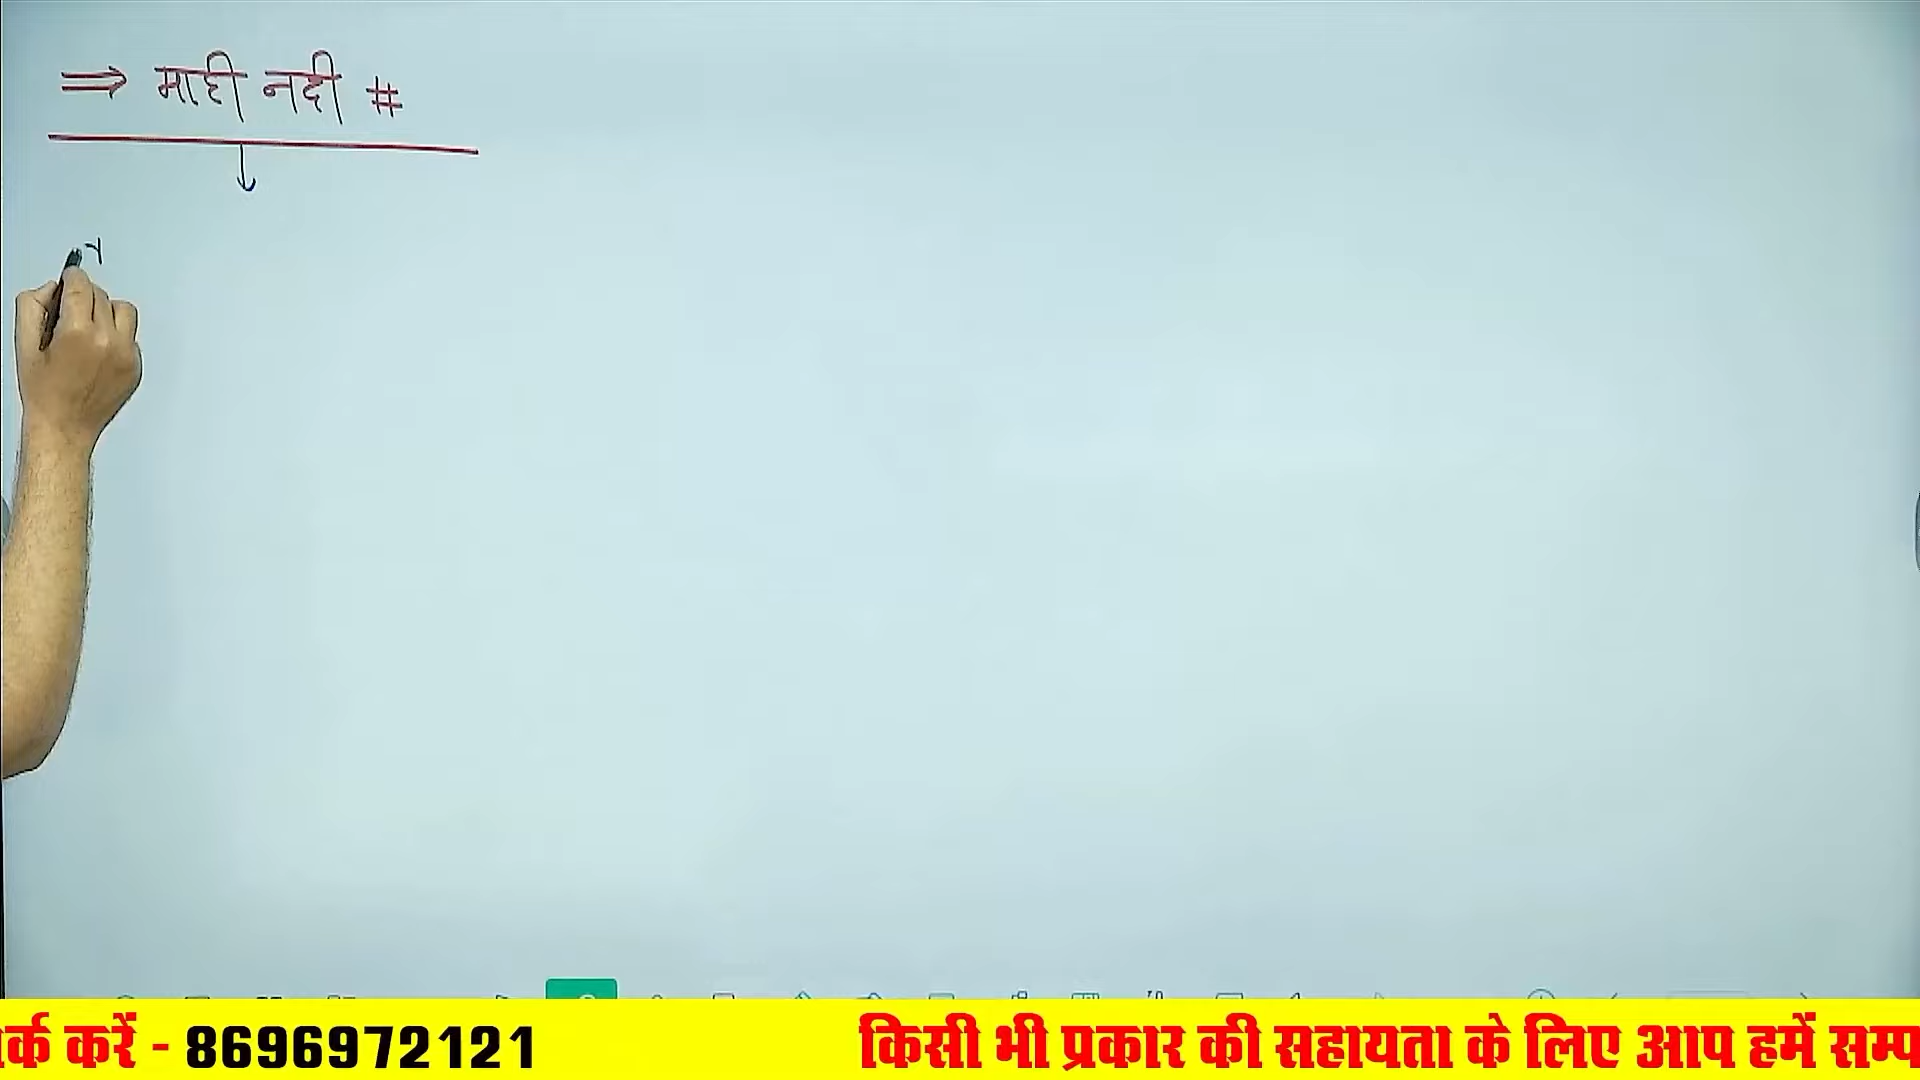 ⇒ माही नदी #
र्क करें - 8696972121 किसी भी प्रकार की सहायता के लिए आप हमें सम्प